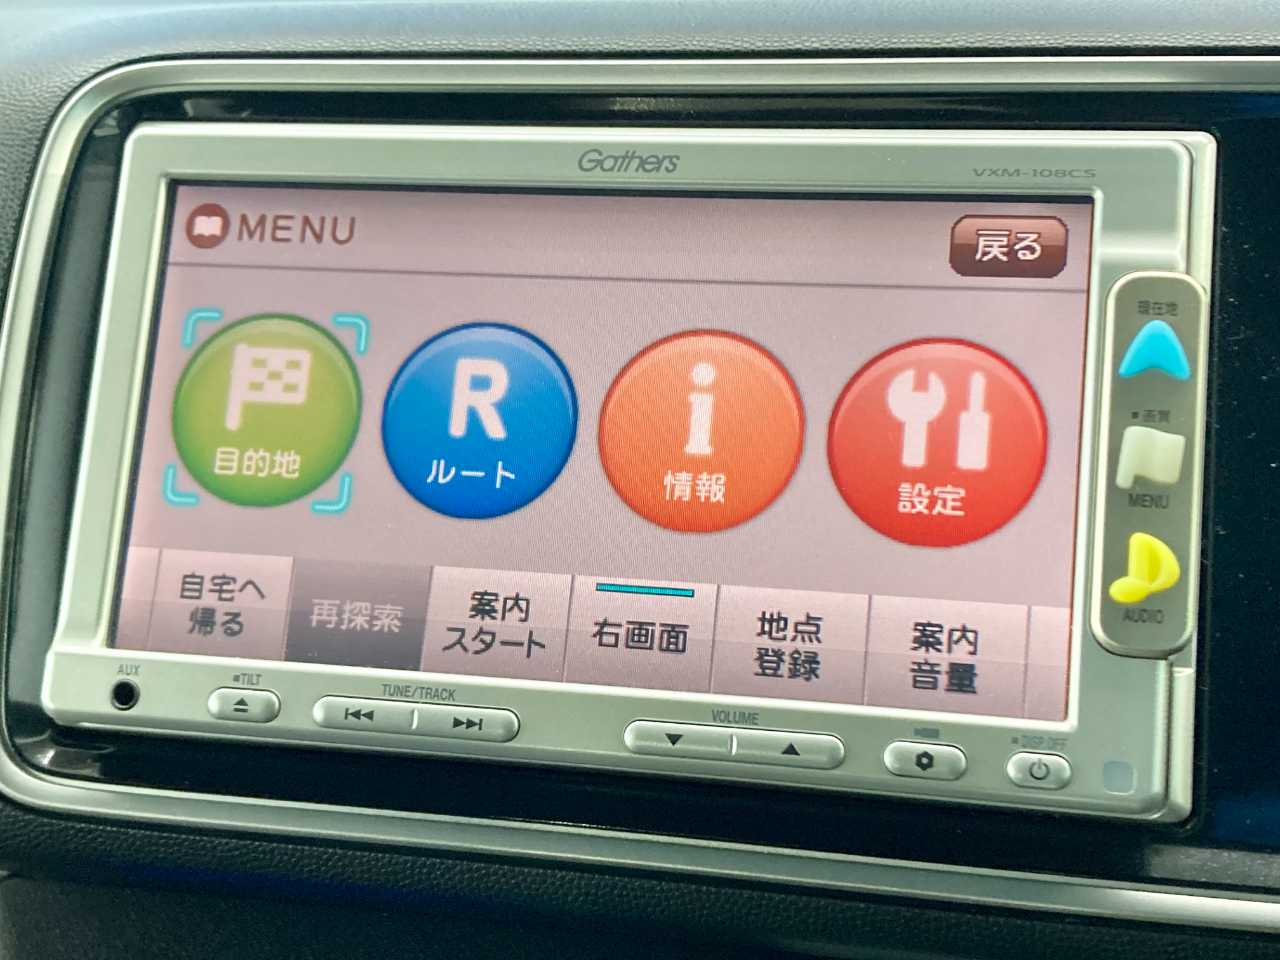 Gathers
VXM-108CS
MENU
戻る
現在地
目的地
R
ルート
i
情報
設定
■画質
MENU
AUDIO
自宅へ
帰る
再探索
案内
スタート
右画面
地点
登録
案内
音量
AUX
■TILT
TUNE/TRACK
VOLUME
■DISP OFF